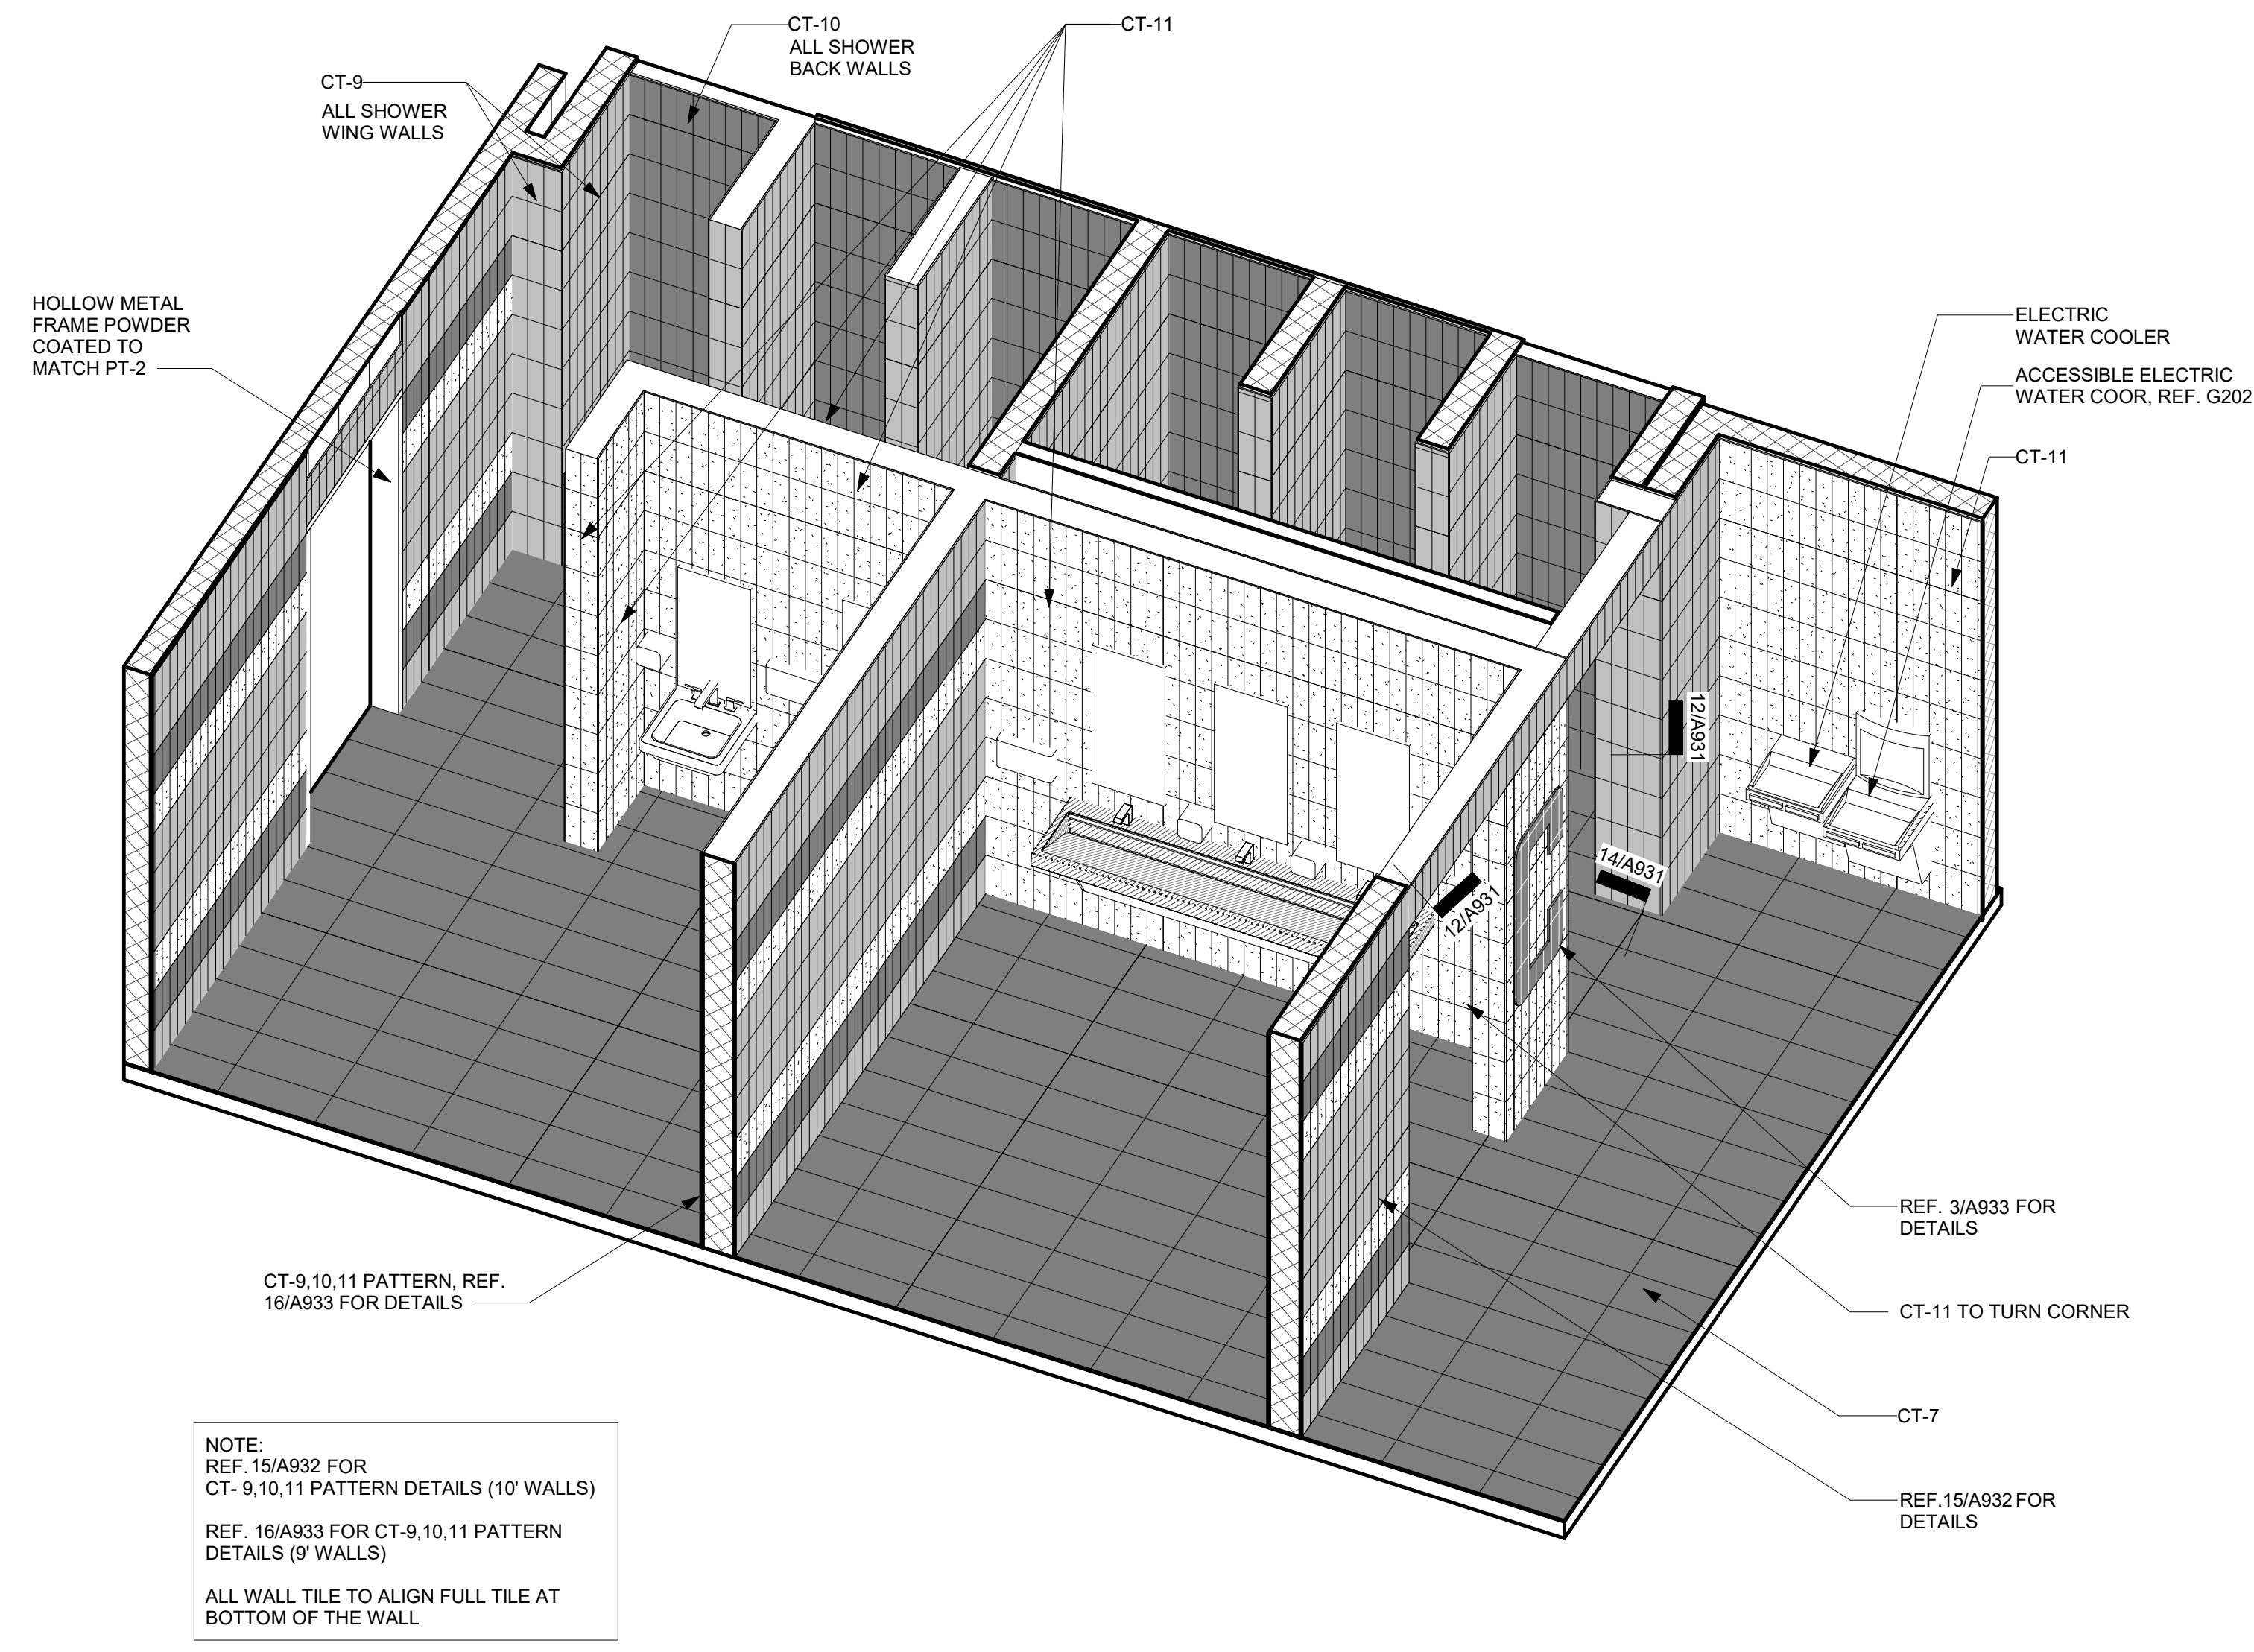 CT-10
ALL SHOWER
BACK WALLS
CT-11
CT-9
ALL SHOWER
WING WALLS
HOLLOW METAL
FRAME POWDER
COATED TO
MATCH PT-2
ELECTRIC
WATER COOLER
ACCESSIBLE ELECTRIC
WATER COOR, REF. G202
CT-11
12/A931
14/A931
12/A931
REF. 3/A933 FOR
DETAILS
CT-9,10,11 PATTERN, REF.
16/A933 FOR DETAILS
CT-11 TO TURN CORNER
CT-7
REF.15/A932 FOR
DETAILS
NOTE:
REF.15/A932 FOR
CT- 9,10,11 PATTERN DETAILS (10' WALLS)
REF. 16/A933 FOR CT-9,10,11 PATTERN
DETAILS (9' WALLS)
ALL WALL TILE TO ALIGN FULL TILE AT
BOTTOM OF THE WALL